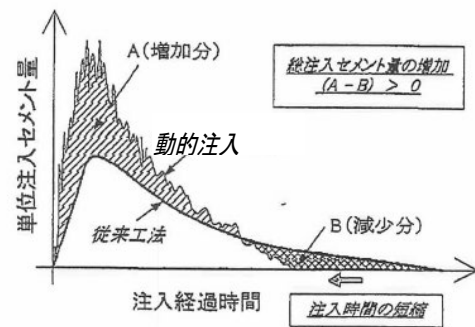 A(増加分)
総注入セメント量の増加
(A-B) > 0
動的注入
単位注入セメント量
従来工法
B(減少分)
注入経過時間
注入時間の短縮